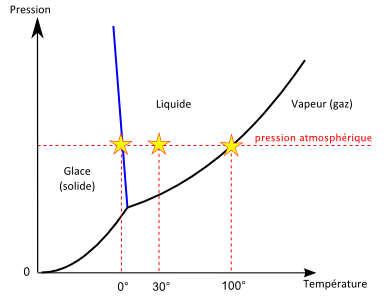 Pression
Liquide
Vapeur (gaz)
pression atmosphérique
Glace
(solide)
0
0°
30°
100°
Température